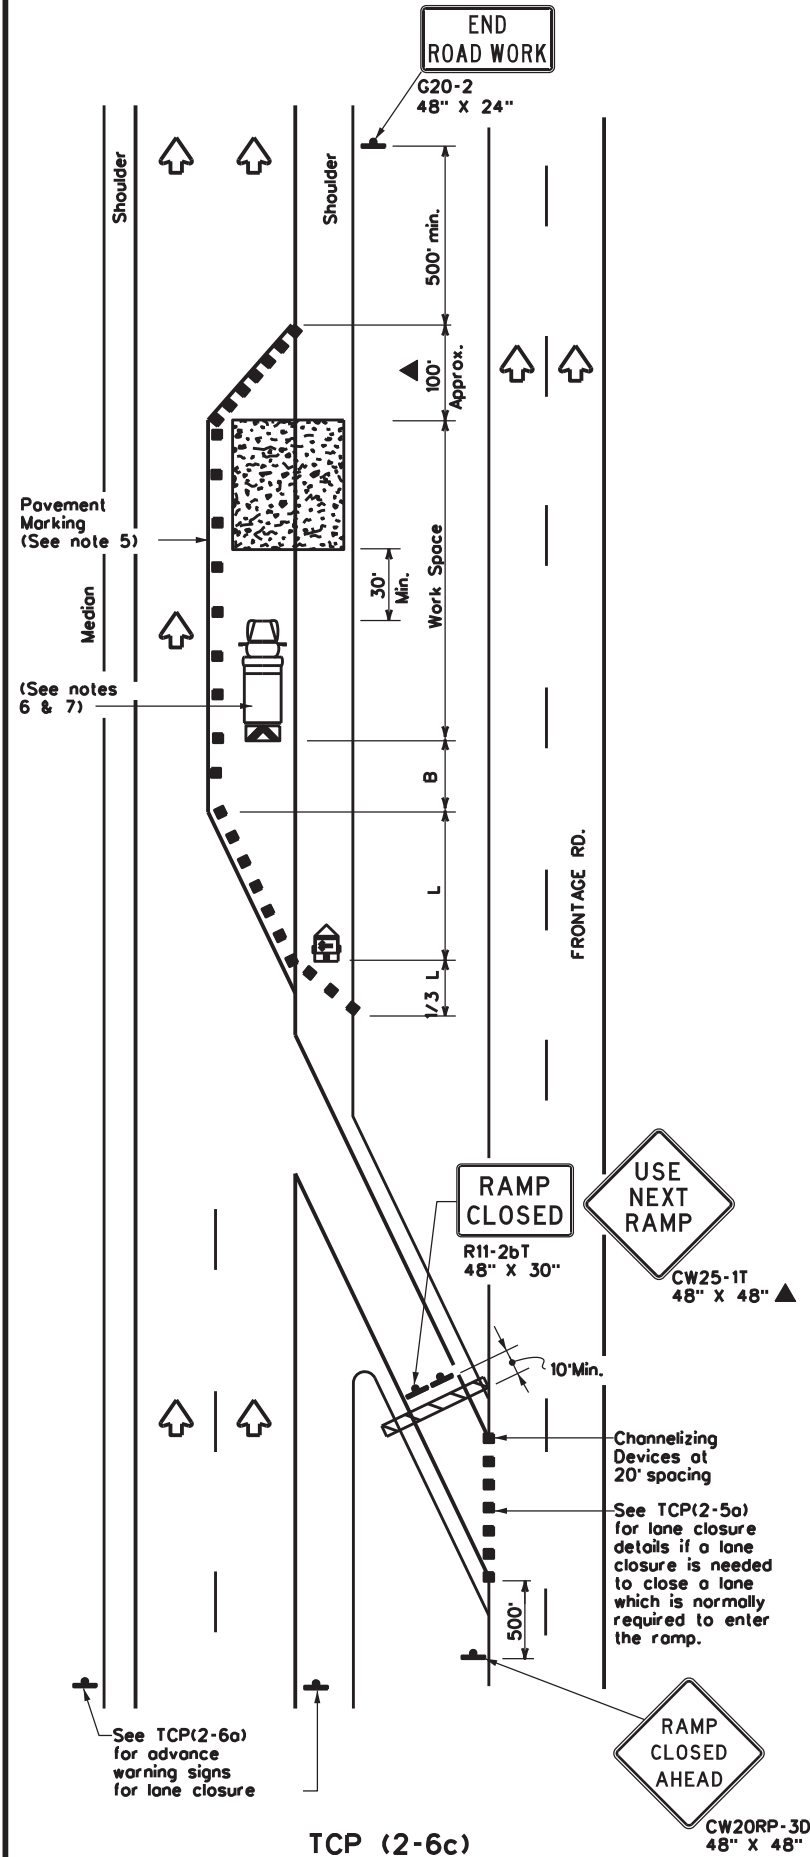 END
ROAD WORK
G20-2
48" X 24"
Shoulder
Shoulder
500' min.
100'
Approx.
Pavement
Marking
(See note 5)
30'
Min.
Work Space
Median
(See notes
6 & 7)
B
L
FRONTAGE RD.
1/3 L
RAMP
CLOSED
R11-2bT
48" X 30"
USE
NEXT
RAMP
CW25-1T
48" X 48"
10'Min.
Channelizing
Devices at
20' spacing
See TCP(2-5a)
for lane closure
details if a lane
closure is needed
to close a lane
which is normally
required to enter
the ramp.
500'
See TCP(2-6a)
for advance
warning signs
for lane closure
RAMP
CLOSED
AHEAD
CW20RP-3D
48" X 48"
TCP (2-6c)